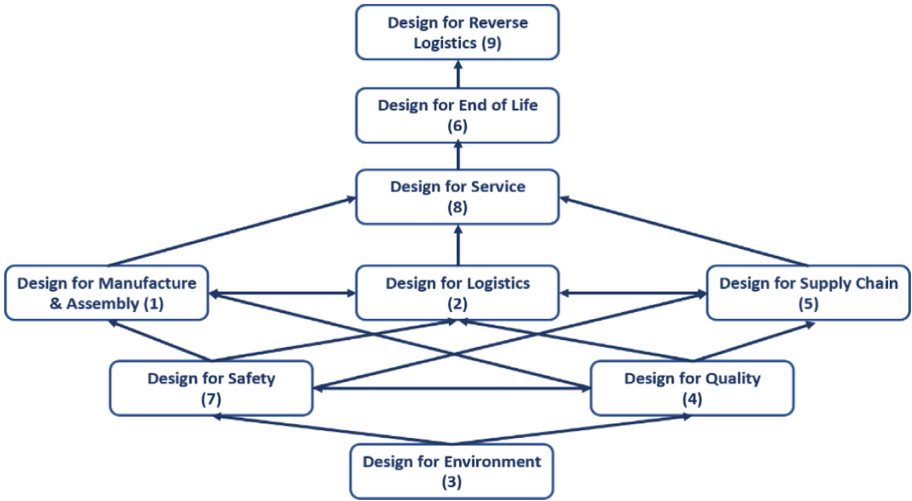 Design for Reverse
Logistics (9)
Design for End of Life
(6)
Design for Service
(8)
Design for Manufacture
& Assembly (1)
Design for Logistics
(2)
Design for Supply Chain
(5)
Design for Safety
(7)
Design for Quality
(4)
Design for Environment
(3)